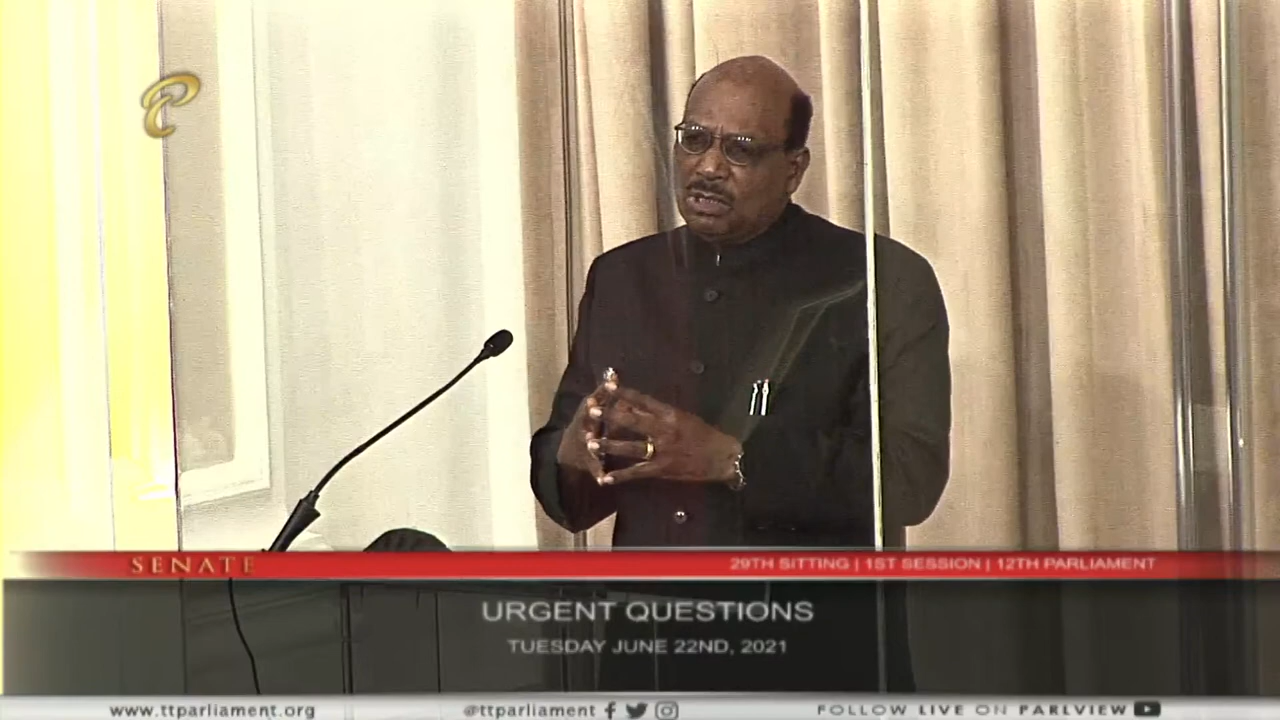 SENATE
29TH SITTING | 1ST SESSION | 12TH PARLIAMENT
URGENT QUESTIONS
TUESDAY JUNE 22ND, 2021
www.ttparliament.org
@ttparliament
FOLLOW LIVE ON PARLVIEW